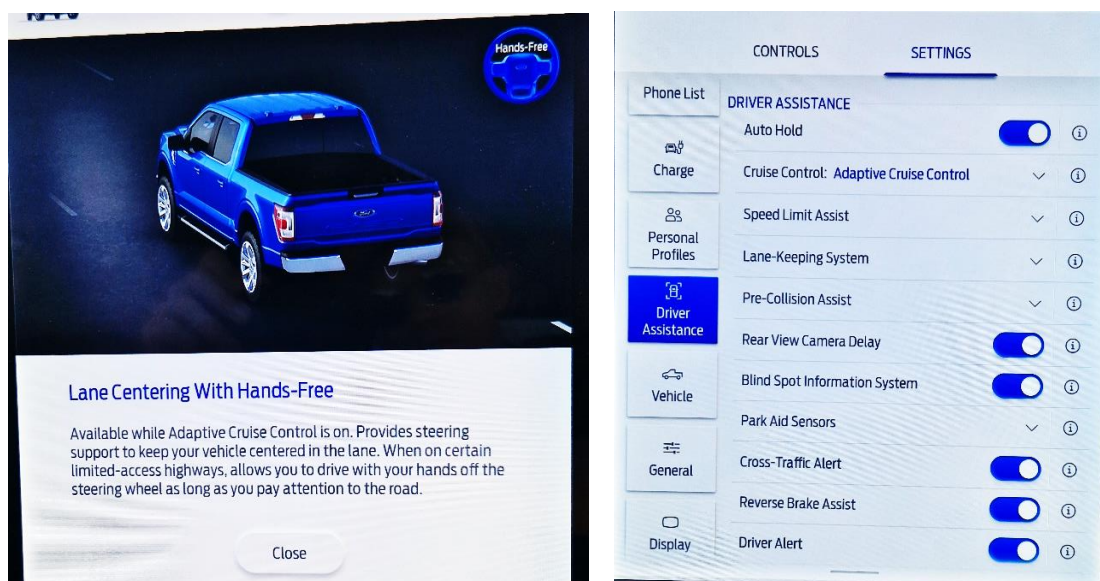 Hands-Free
Lane Centering With Hands-Free
Available while Adaptive Cruise Control is on. Provides steering
support to keep your vehicle centered in the lane. When on certain
limited-access highways, allows you to drive with your hands off the
steering wheel as long as you pay attention to the road.
Close
CONTROLS
SETTINGS
Phone List
Charge
Personal
Profiles
Driver
Assistance
Vehicle
General
Display
DRIVER ASSISTANCE
Auto Hold
Cruise Control: Adaptive Cruise Control
Speed Limit Assist
Lane-Keeping System
Pre-Collision Assist
Rear View Camera Delay
Blind Spot Information System
Park Aid Sensors
Cross-Traffic Alert
Reverse Brake Assist
Driver Alert